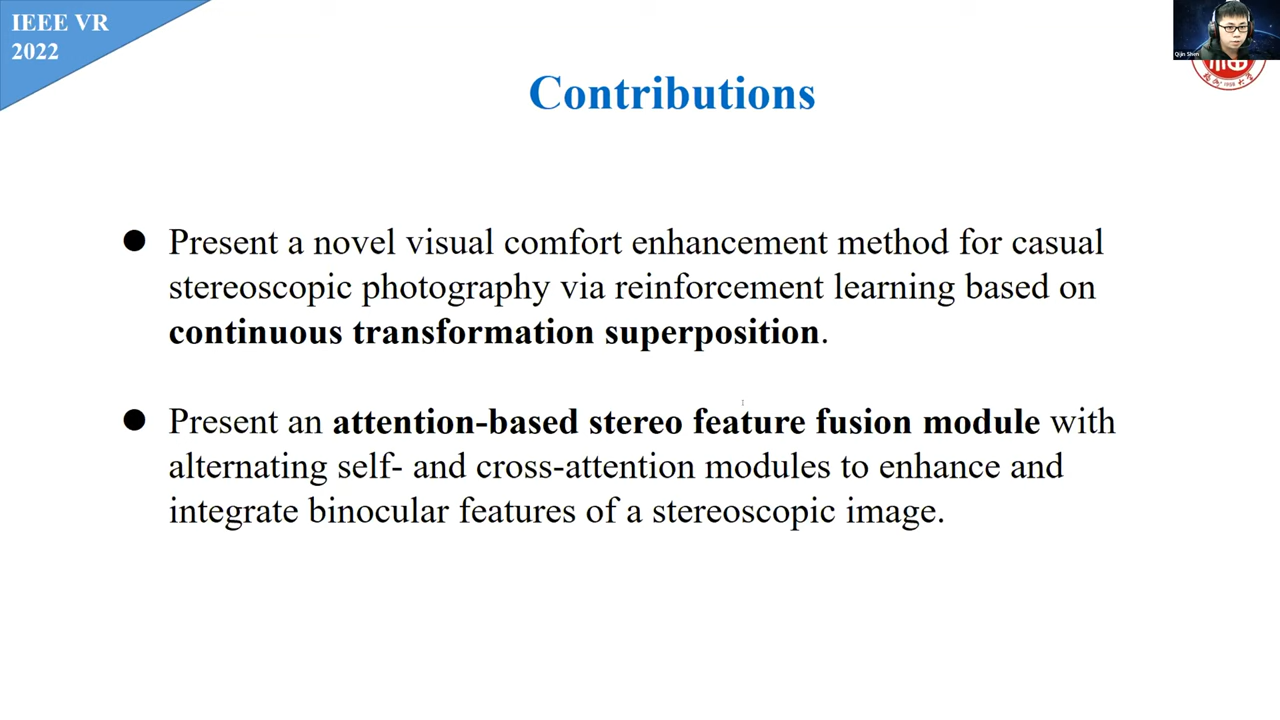 IEEE VR
2022
Qijin Shen
Contributions
● Present a novel visual comfort enhancement method for casual
stereoscopic photography via reinforcement learning based on
continuous transformation superposition.
● Present an attention-based stereo feature fusion module with
alternating self- and cross-attention modules to enhance and
integrate binocular features of a stereoscopic image.